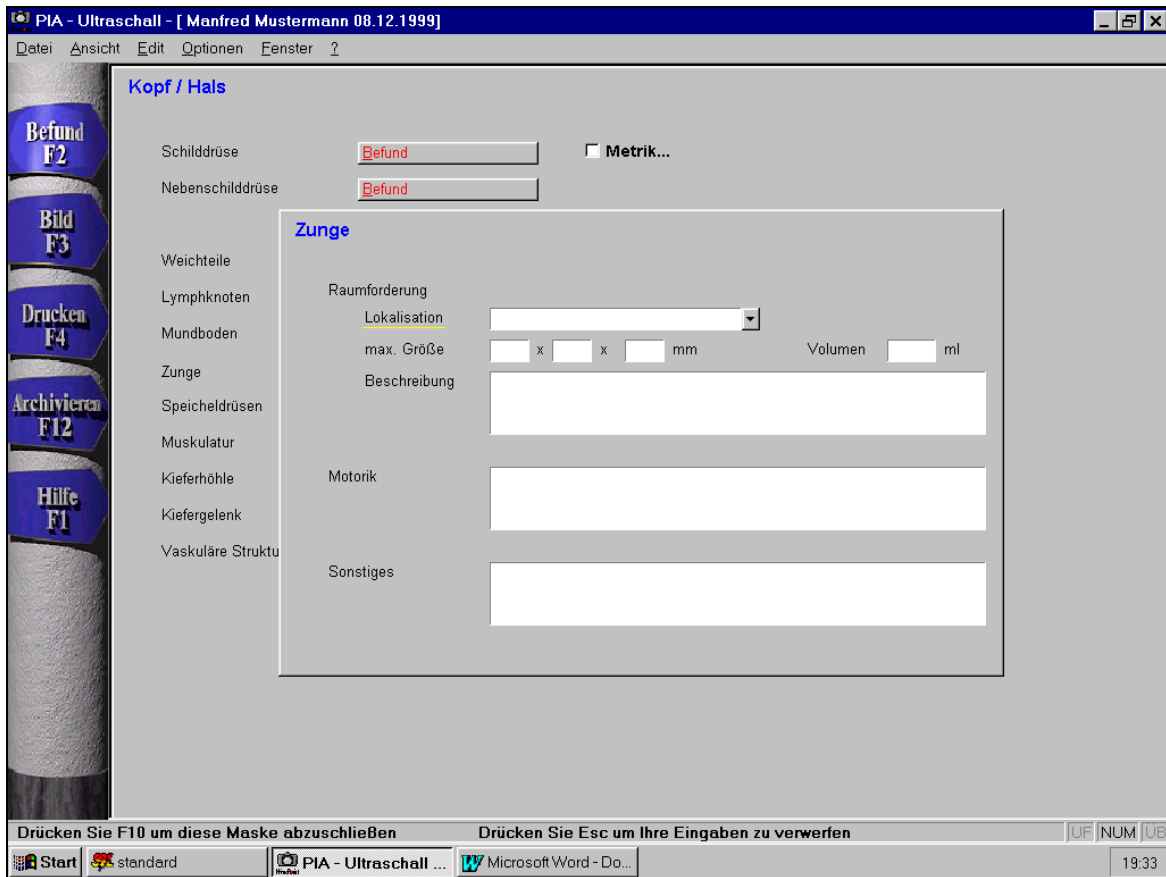 PIA - Ultraschall - [ Manfred Mustermann 08.12.1999]
Datei Ansicht Edit Optionen Fenster ?
Befund
F2
Bild
F3
Drucken
F4
Archivieren
F12
Hilfe
F1
Kopf / Hals
Schilddrüse Befund Metrik...
Nebenschilddrüse Befund
Weichteile
Lymphknoten
Mundboden
Zunge
Speicheldrüsen
Muskulatur
Kieferhöhle
Kiefergelenk
Vaskuläre Struktu
Zunge
Raumforderung
Lokalisation
max. Größe x x mm Volumen ml
Beschreibung
Motorik
Sonstiges
Drücken Sie F10 um diese Maske abzuschließen Drücken Sie Esc um Ihre Eingaben zu verwerfen UF NUM ÜB
Start standard PIA - Ultraschall ... Microsoft Word - Do... 19:33